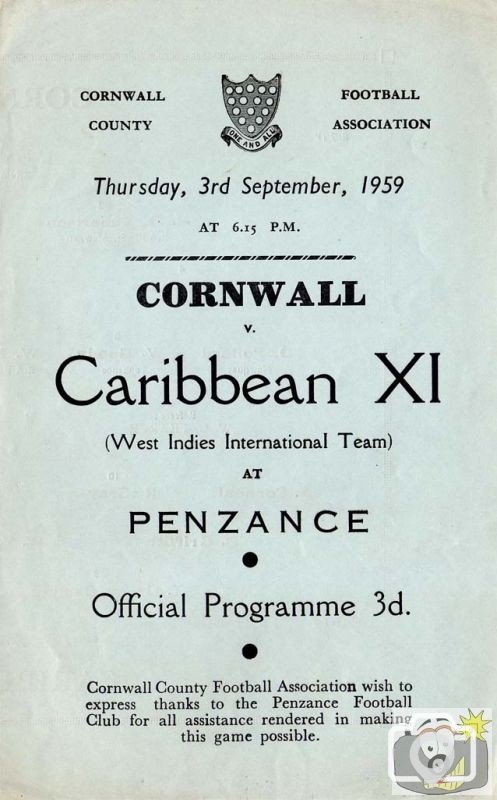 CORNWALL COUNTY
FOOTBALL ASSOCIATION
ONE AND ALL
Thursday, 3rd September, 1959
AT 6.15 P.M.
CORNWALL
v.
Caribbean XI
(West Indies International Team)
AT
PENZANCE
Official Programme 3d.
Cornwall County Football Association wish to
express thanks to the Penzance Football
Club for all assistance rendered in making
this game possible.